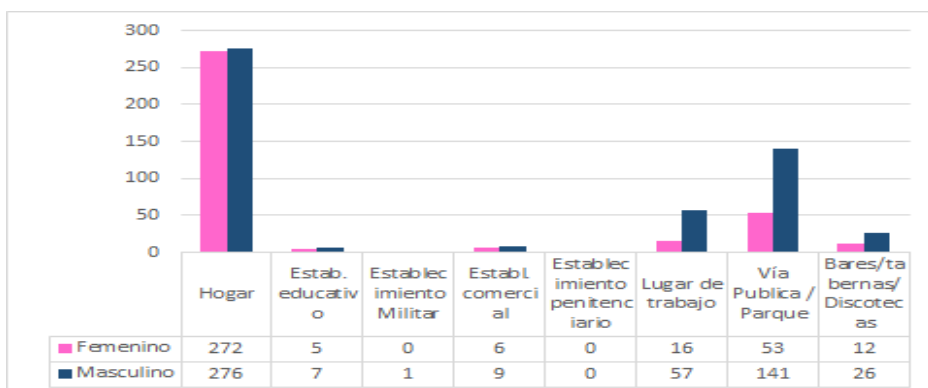 300
250
200
150
100
50
0
Hogar
Estab.
educativ
o
Establec
imiento
Militar
Establ.
comerci
al
Establec
imiento
penitenc
iario
Lugar de
trabajo
Vía
Publica /
Parque
Bares/ta
bernas/
Discotec
as
Femenino 272 5 0 6 0 16 53 12
Masculino 276 7 1 9 0 57 141 26